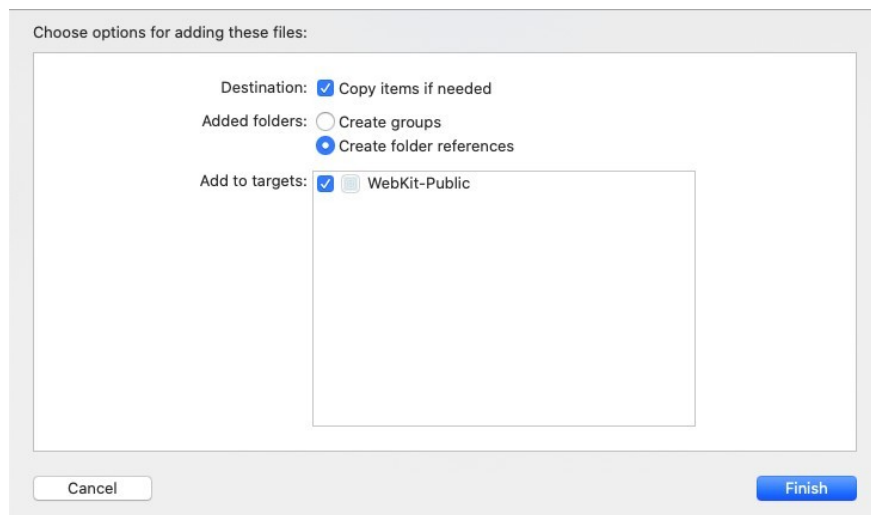 Choose options for adding these files:
Destination: Copy items if needed
Added folders: Create groups
Create folder references
Add to targets: WebKit-Public
Cancel Finish